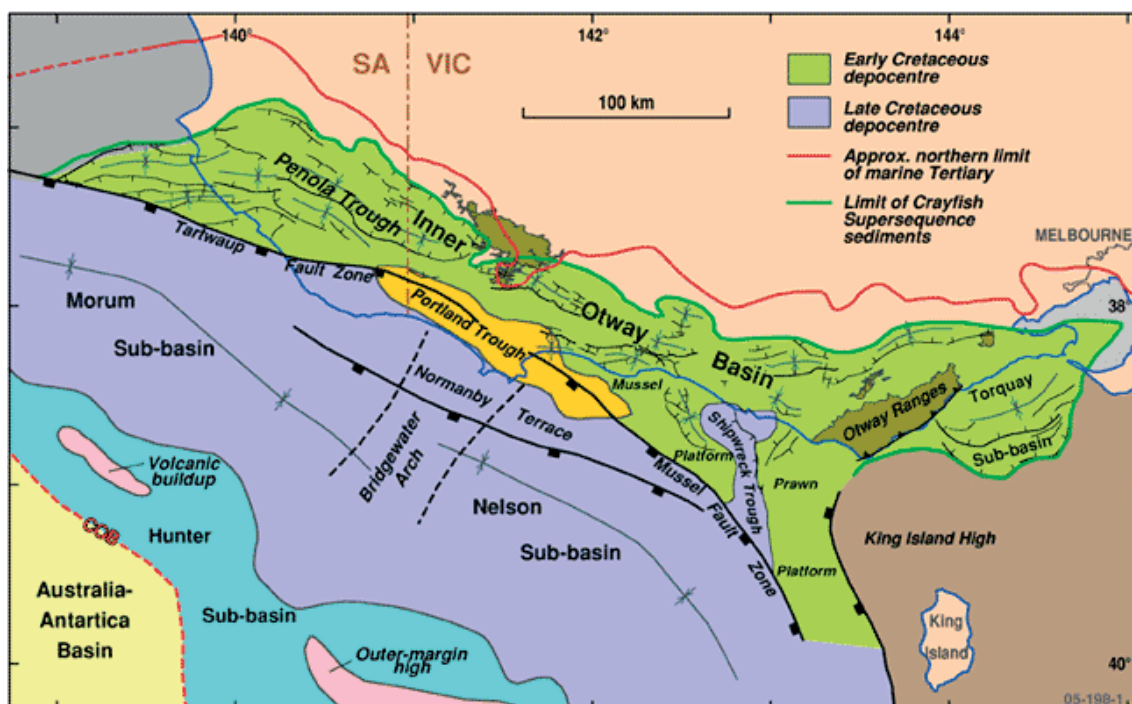 140°
142°
144°
SA
VIC
100 km
Early Cretaceous
depocentre
Late Cretaceous
depocentre
Approx. northern limit
of marine Tertiary
Limit of Crayfish
Supersequence
sediments
MELBOURNE
38°
Penola Trough
Inner
Otway
Basin
Tartwaup
Fault Zone
Portland Trough
Morum
Sub-basin
Normanby
Terrace
Bridgewater
Arch
Mussel
Platform
Shipwreck Trough
Otway Ranges
Torquay
Sub-basin
Prawn
Platform
Mussel
Fault
Zone
Nelson
Sub-basin
King Island High
Volcanic
buildup
COB
Hunter
Sub-basin
Australia-
Antartica
Basin
Outer-margin
high
King
Island
40°
05-198-1